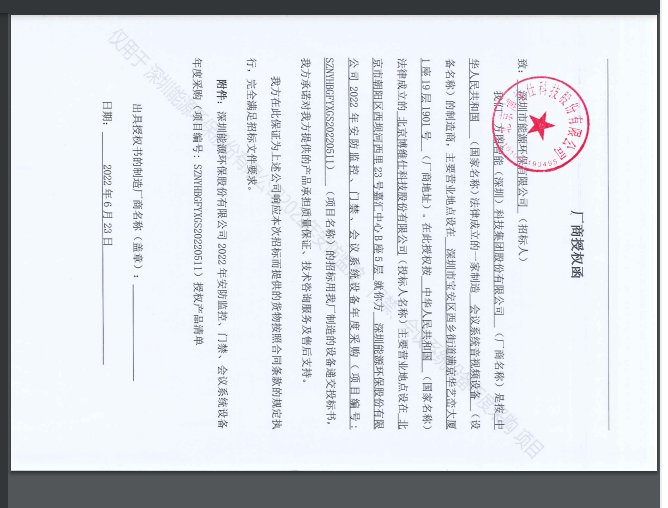 厂商授权函
致: 深圳市能源环保有限公司 (招标人)
我们 方图智能(深圳)科技集团股份有限公司 (厂商名称)是按 中
华人民共和国 (国家名称)法律成立的一家制造 会议系统音视频设备 (设
备名称)的制造商,主要营业地点设在 深圳市宝安区西乡街道满京华艺峦大厦
1座19层1901号 (厂商地址)。在此授权按 中华人民共和国 (国家名称)
法律成立的 北京博 仕科技股份有限公司(投标人名称)主要营业地点设在 北
京市朝阳区西坝河西里23号嘉汇中心B座5层 就你方 深圳能源环保股份有限
公司2022年安防监控、门禁、会议系统设备年度采购(项目编号:
SZNYHBGFYXGS20220511) (项目名称)的招标用我厂制造的设备递交投标书,
我方承诺对我方提供的产品承担质量保证、技术咨询服务及售后支持。
我方在此保证为上述公司响应本次招标而提供的货物按照合同条款的规定执
行,完全满足招标文件要求。
附件:深圳能源环保股份有限公司2022年安防监控、门禁、会议系统设备
年度采购(项目编号:SZNYHBGFYXGS20220511)授权产品清单
出具授权书的制造厂商名称(盖章):
日期: 2022年6月23日
科技股份有限公司
仅用于深圳能源
项目